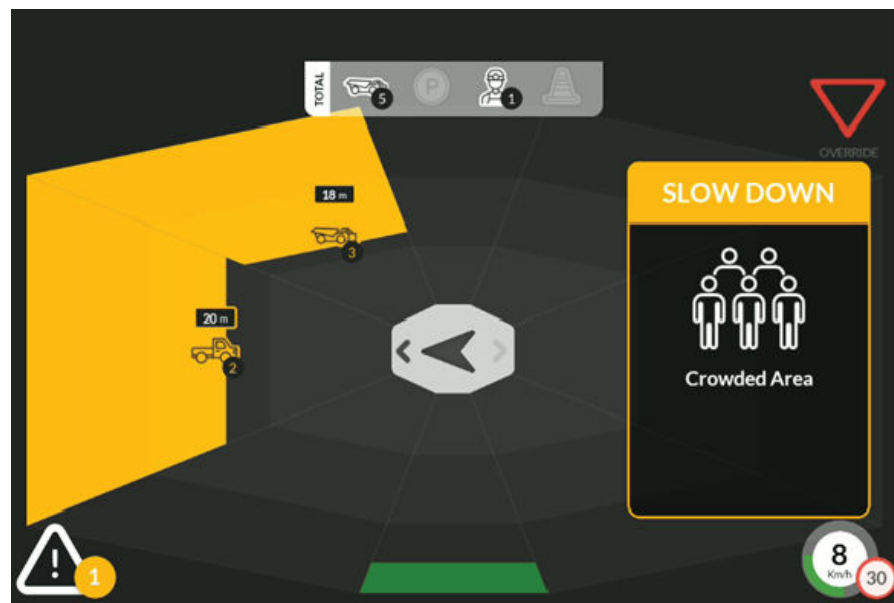 TOTAL
5
P
1
OVERRIDE
18 m
3
SLOW DOWN
20 m
2
Crowded Area
1
8
Km/h
30